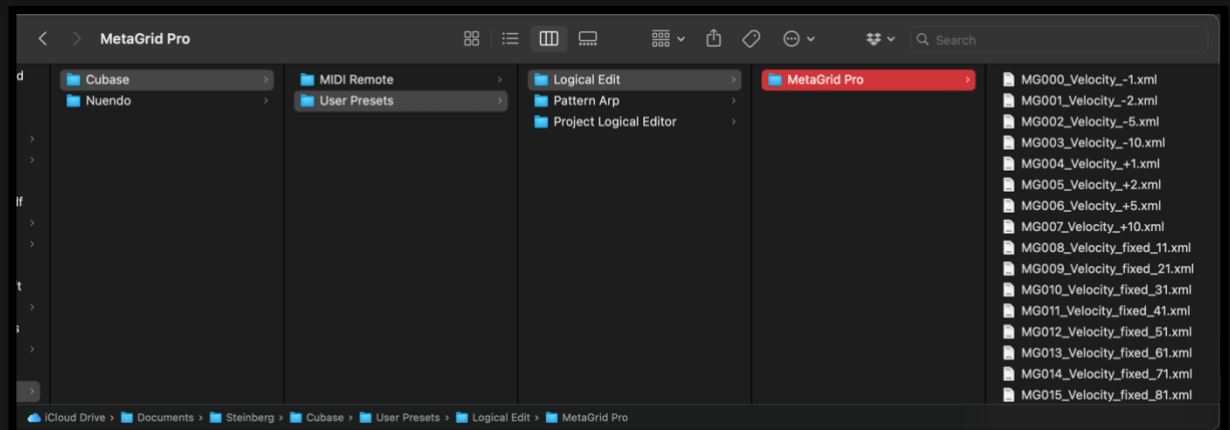 MetaGrid Pro
Search
d
lf
t
s
Cubase
Nuendo
MIDI Remote
User Presets
Logical Edit
Pattern Arp
Project Logical Editor
MetaGrid Pro
MG000_Velocity_-1.xml
MG001_Velocity_-2.xml
MG002_Velocity_-5.xml
MG003_Velocity_-10.xml
MG004_Velocity_+1.xml
MG005_Velocity_+2.xml
MG006_Velocity_+5.xml
MG007_Velocity_+10.xml
MG008_Velocity_fixed_11.xml
MG009_Velocity_fixed_21.xml
MG010_Velocity_fixed_31.xml
MG011_Velocity_fixed_41.xml
MG012_Velocity_fixed_51.xml
MG013_Velocity_fixed_61.xml
MG014_Velocity_fixed_71.xml
MG015_Velocity_fixed_81.xml
iCloud Drive › Documents › Steinberg › Cubase › User Presets › Logical Edit › MetaGrid Pro